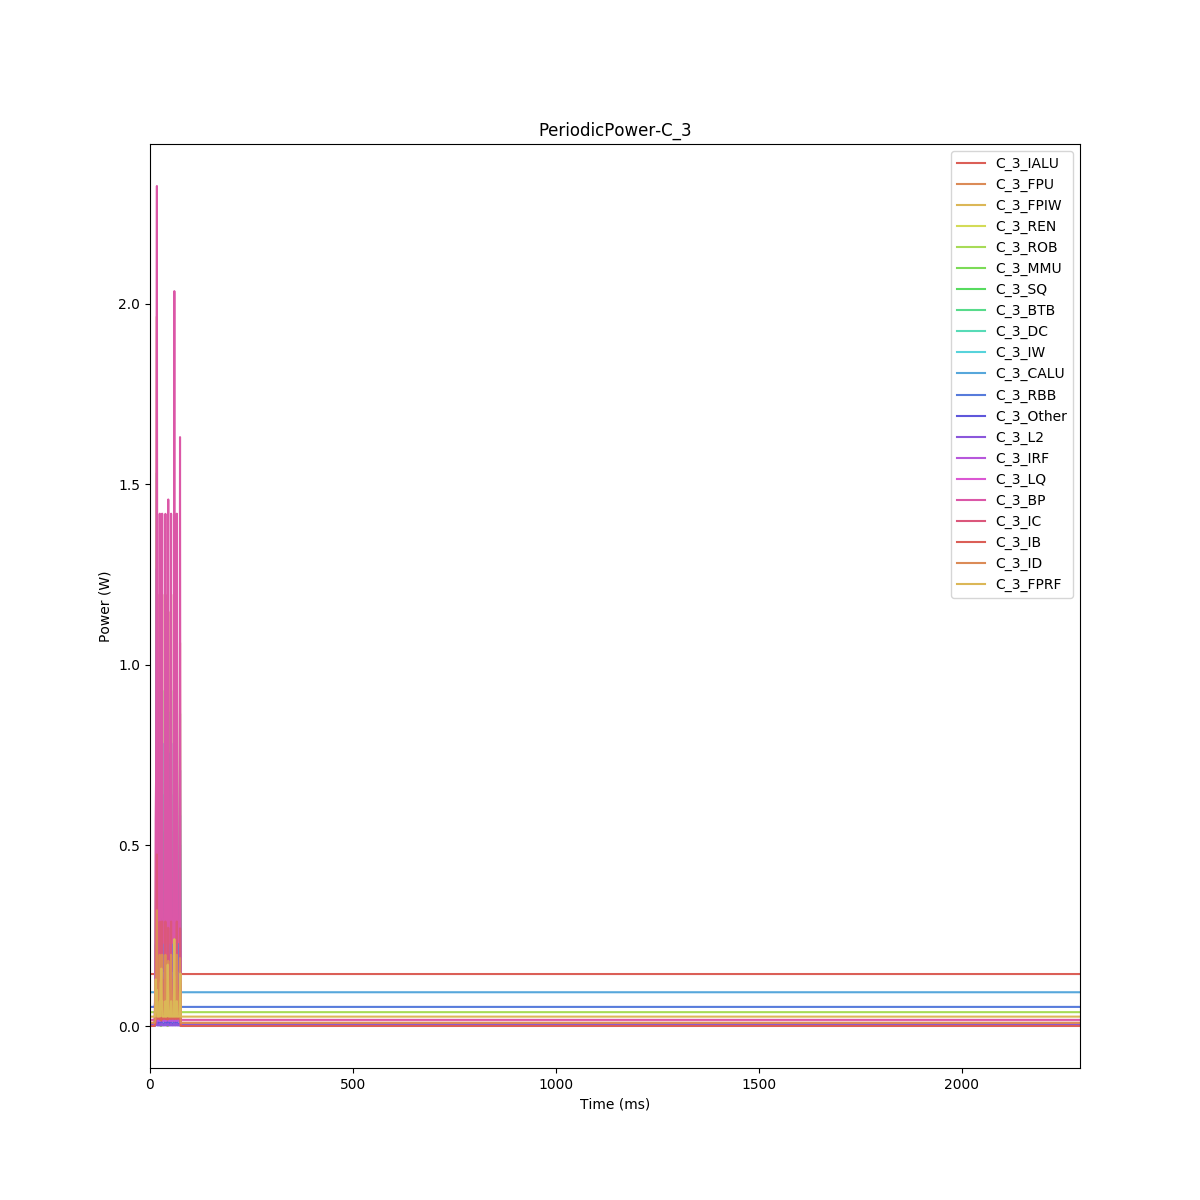 PeriodicPower-C_3
C_3_IALU
C_3_FPU
C_3_FPIW
C_3_REN
C_3_ROB
C_3_MMU
C_3_SQ
C_3_BTB
C_3_DC
C_3_IW
C_3_CALU
C_3_RBB
C_3_Other
C_3_L2
C_3_IRF
C_3_LQ
C_3_BP
C_3_IC
C_3_IB
C_3_ID
C_3_FPRF
Power (W)
2.0
1.5
1.0
0.5
0.0
0
500
1000
1500
2000
Time (ms)